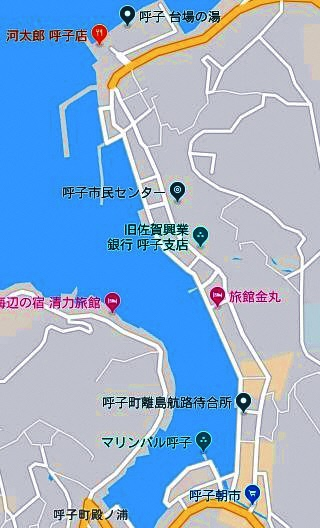 呼子 台場の湯
河太郎 呼子店
呼子市民センター
旧佐賀興業
銀行 呼子支店
海辺の宿 清力旅館
旅館金丸
呼子町離島航路待合所
マリンパル呼子
呼子朝市
呼子町殿ノ浦